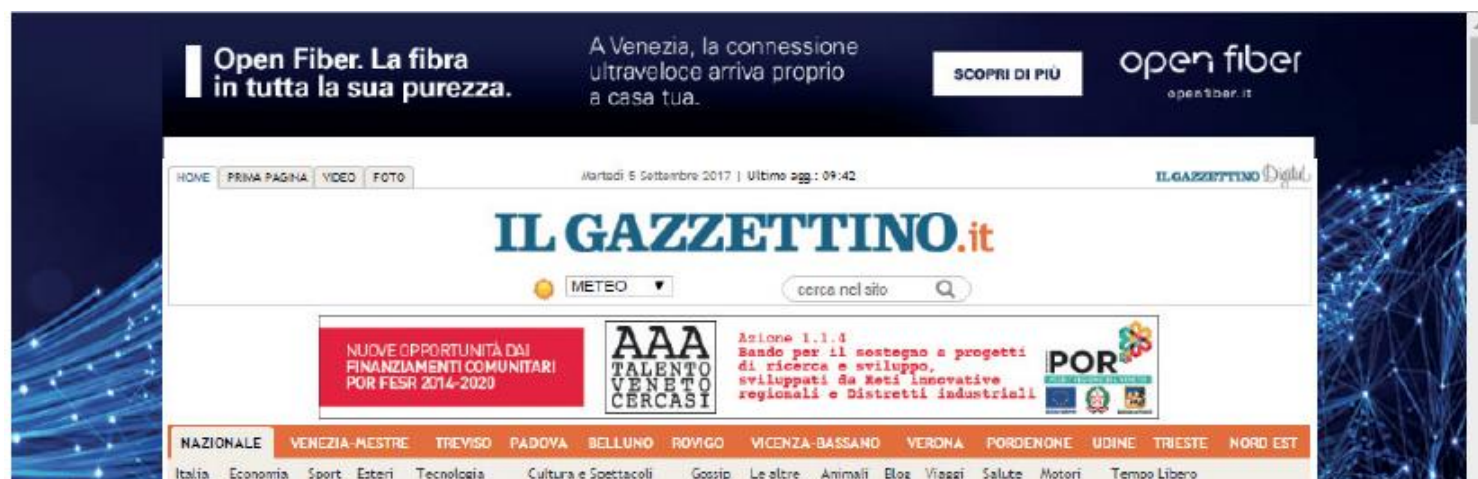 Open Fiber. La fibra
in tutta la sua purezza.
A Venezia, la connessione
ultraveloce arriva proprio
a casa tua.
SCOPRI DI PIÙ
open fiber
openfiber.it
HOME PRIMA PAGINA VIDEO FOTO
Martedì 5 Settembre 2017 | Ultimo agg.: 09:42
IL GAZZETTINO Digital
IL GAZZETTINO.it
METEO
cerca nel sito
NUOVE OPPORTUNITÀ DAI
FINANZIAMENTI COMUNITARI
POR FESR 2014-2020
AAA
TALENTO
VENETO
CERCASI
Azione 1.1.4
Bando per il sostegno a progetti
di ricerca e sviluppo,
sviluppati da Reti innovative
regionali e Distretti industriali
POR
NAZIONALE VENEZIA-MESTRE TREVISO PADOVA BELLUNO ROVIGO VICENZA-BASSANO VERONA PORDENONE UDINE TRIESTE NORD EST
Italia Economia Sport Esteri Tecnologia Cultura e Spettacoli Gossip Le altre Animali Blog Viaggi Salute Motori Tempo Libero